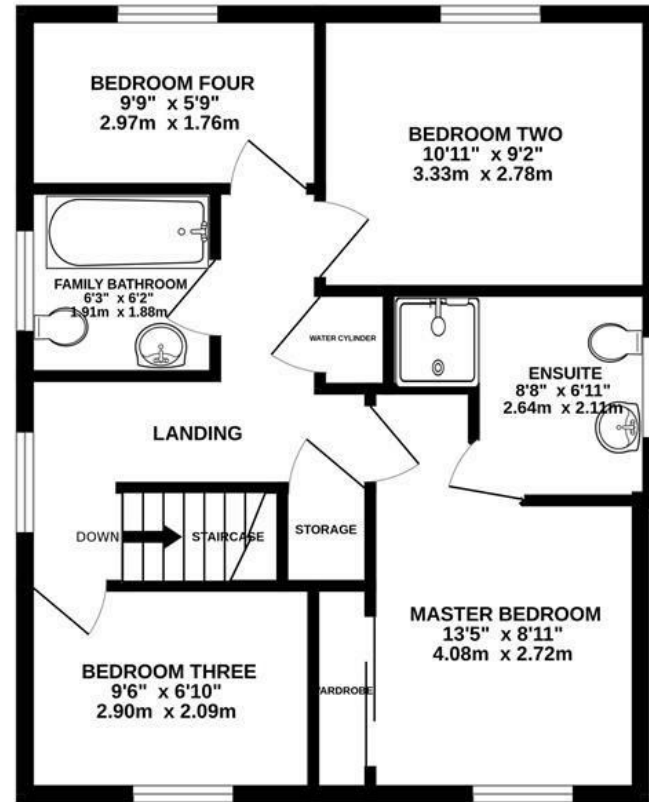 BEDROOM FOUR
9'9" x 5'9"
2.97m x 1.76m
BEDROOM TWO
10'11" x 9'2"
3.33m x 2.78m
FAMILY BATHROOM
6'3" x 6'2"
1.91m x 1.88m
WATER CYLINDER
ENSUITE
8'8" x 6'11"
2.64m x 2.11m
LANDING
DOWN
STAIRCASE
STORAGE
MASTER BEDROOM
13'5" x 8'11"
4.08m x 2.72m
BEDROOM THREE
9'6" x 6'10"
2.90m x 2.09m
WARDROBE